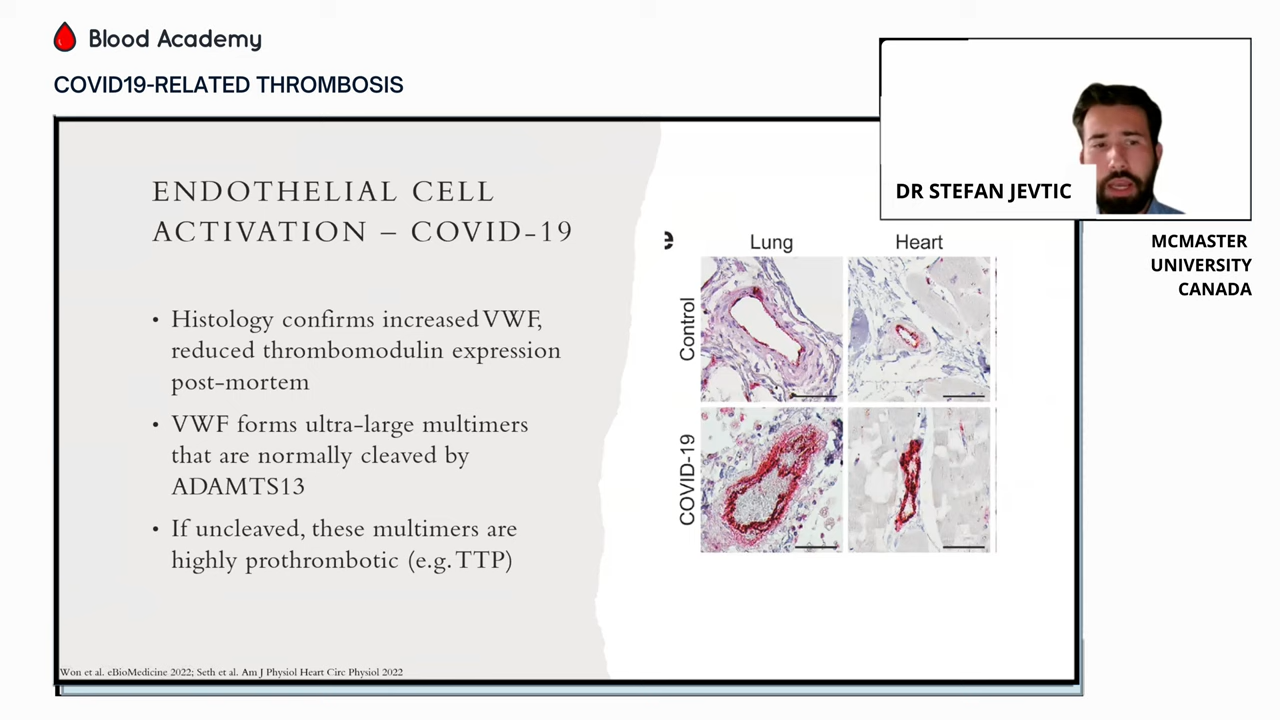 Blood Academy
COVID19-RELATED THROMBOSIS
DR STEFAN JEVTIC
MCMASTER
UNIVERSITY
CANADA
ENDOTHELIAL CELL
ACTIVATION – COVID-19
• Histology confirms increased VWF,
reduced thrombomodulin expression
post-mortem
• VWF forms ultra-large multimers
that are normally cleaved by
ADAMTS13
• If uncleaved, these multimers are
highly prothrombotic (e.g. TTP)
e
Lung
Heart
Control
COVID-19
Won et al. eBioMedicine 2022; Seth et al. Am J Physiol Heart Circ Physiol 2022